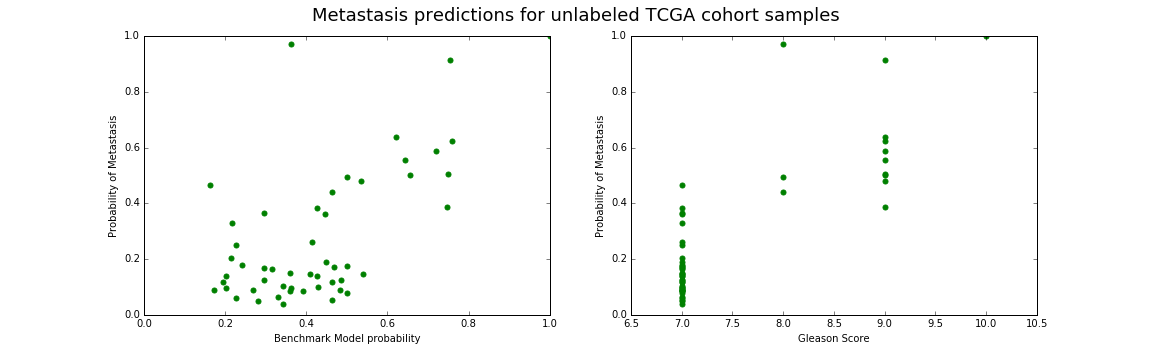 Metastasis predictions for unlabeled TCGA cohort samples
1.0
0.8
0.6
0.4
0.2
0.0
Probability of Metastasis
0.0 0.2 0.4 0.6 0.8 1.0
Benchmark Model probability
1.0
0.8
0.6
0.4
0.2
0.0
Probability of Metastasis
6.5 7.0 7.5 8.0 8.5 9.0 9.5 10.0 10.5
Gleason Score